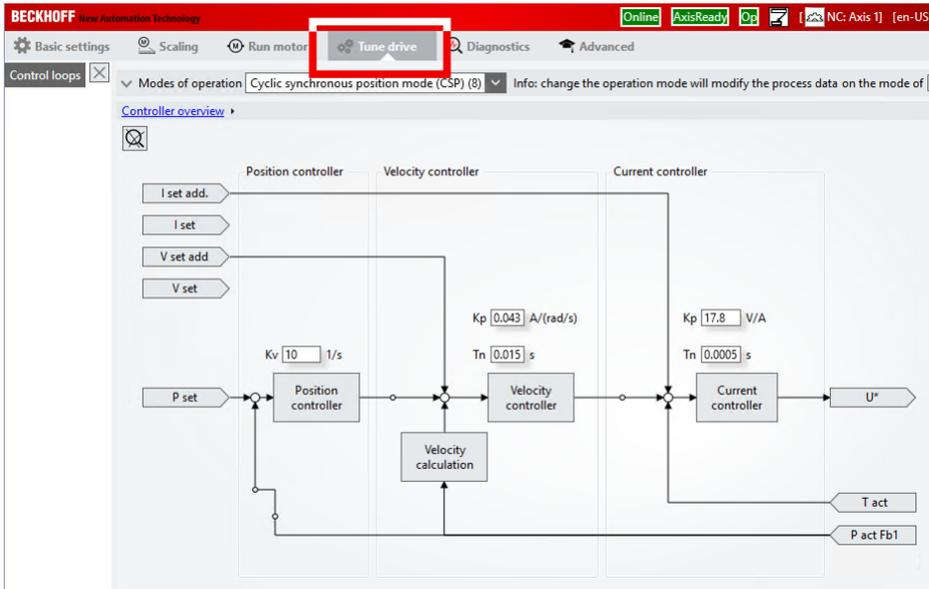 BECKHOFF New Automation Technology
Online AxisReady Op [ NC: Axis 1] [en-US
Basic settings Scaling Run motor Tune drive Diagnostics Advanced
Control loops
Modes of operation Cyclic synchronous position mode (CSP) (8) Info: change the operation mode will modify the process data on the mode of
Controller overview
Position controller Velocity controller Current controller
I set add.
I set
V set add
V set
Kp 0.043 A/(rad/s) Kp 17.8 V/A
Kv 10 1/s Tn 0.015 s Tn 0.0005 s
P set
Position
controller
Velocity
controller
Current
controller
U*
Velocity
calculation
T act
P act Fb1